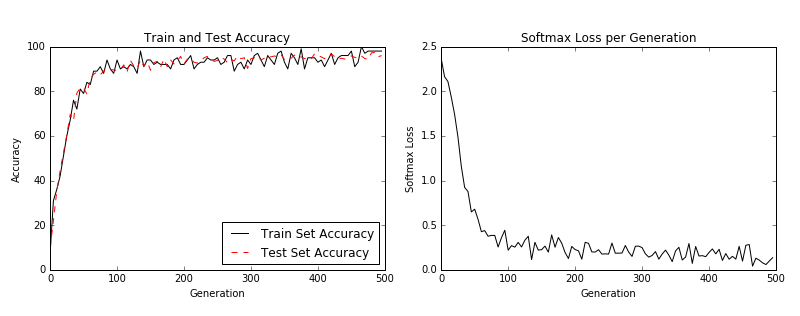 Train and Test Accuracy
100
80
60
40
20
0
Accuracy
0 100 200 300 400 500
Generation
Train Set Accuracy
Test Set Accuracy
Softmax Loss per Generation
2.5
2.0
1.5
1.0
0.5
0.0
Softmax Loss
0 100 200 300 400 500
Generation